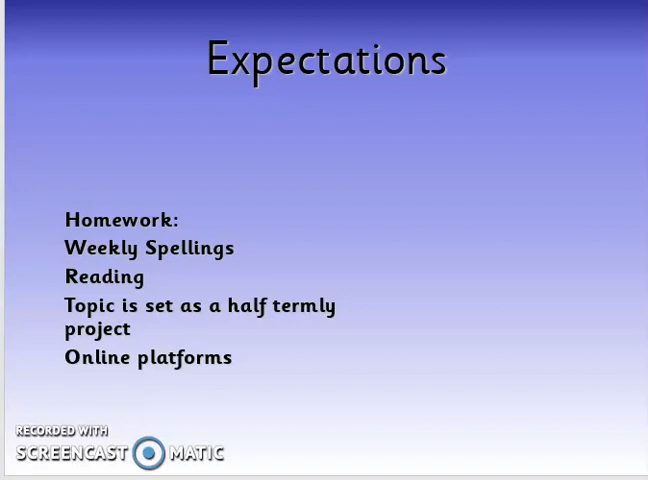 Expectations
Homework:
Weekly Spellings
Reading
Topic is set as a half termly
project
Online platforms
RECORDED WITH
SCREENCAST MATIC